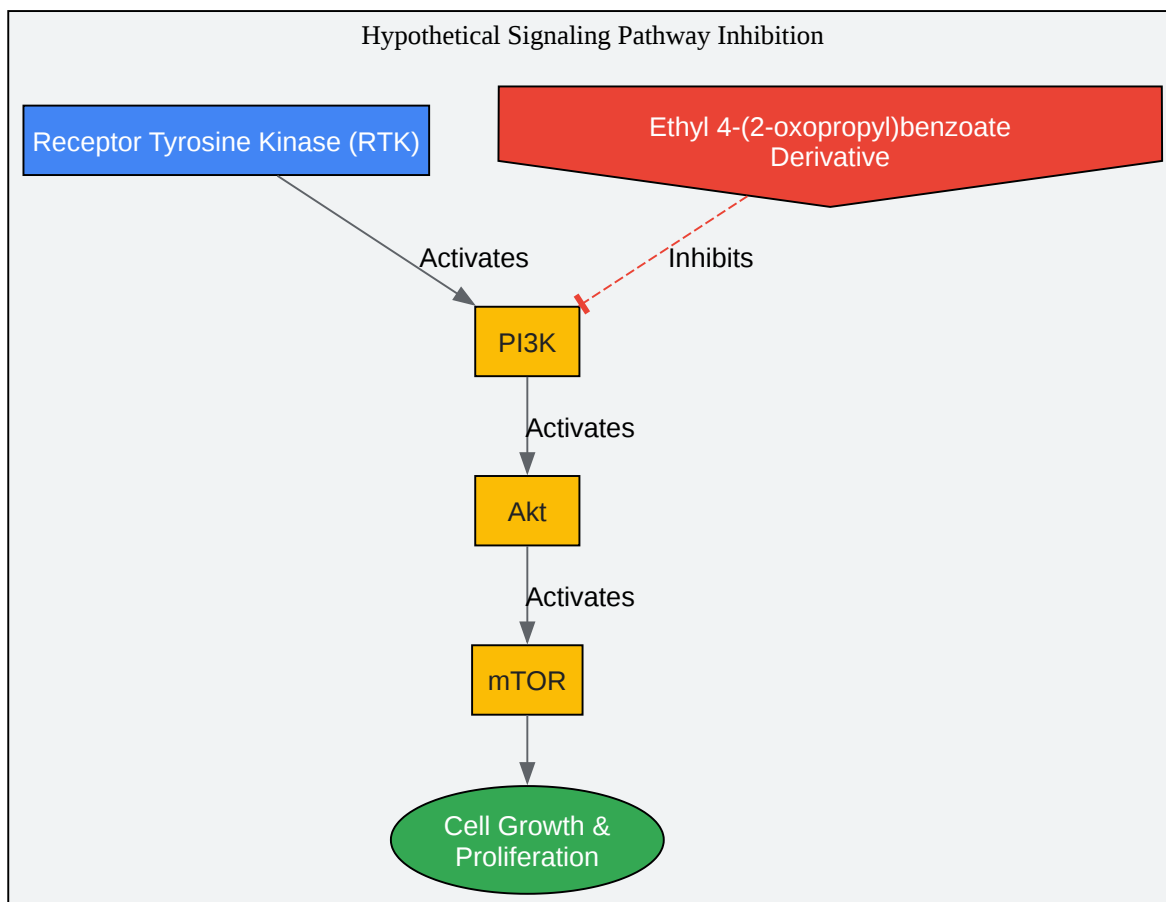 Hypothetical Signaling Pathway Inhibition
Receptor Tyrosine Kinase (RTK)
Ethyl 4-(2-oxopropyl)benzoate
Derivative
Activates
Inhibits
PI3K
Activates
Akt
Activates
mTOR
Cell Growth &
Proliferation